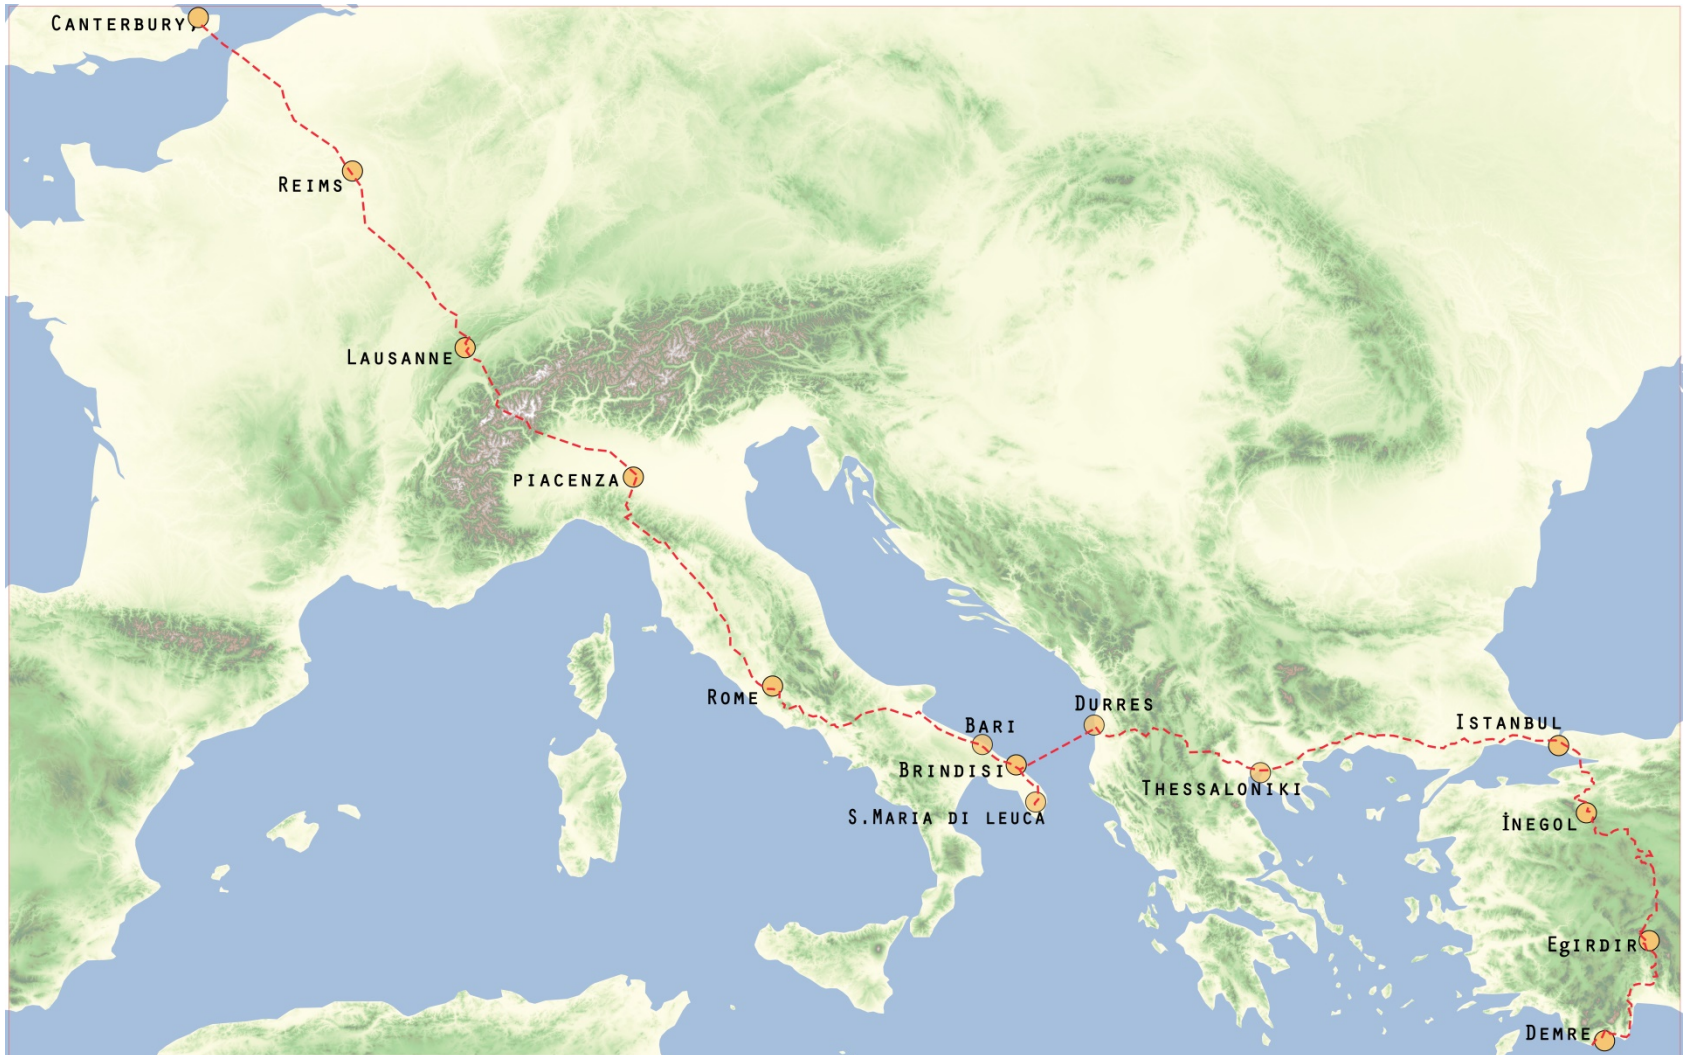 CANTERBURY,
REIMS
LAUSANNE
PIACENZA
ROME
BARI
DURRES
ISTANBUL
BRINDISI
THESSALONIKI
S.MARIA DI LEUCA
İNEGOL
EgIRDIR
DEMRE